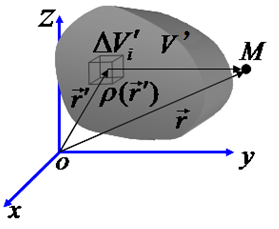 Z
ΔV′ᵢ
V'
M
r⃗′
ρ(r⃗′)
r⃗
o
y
x